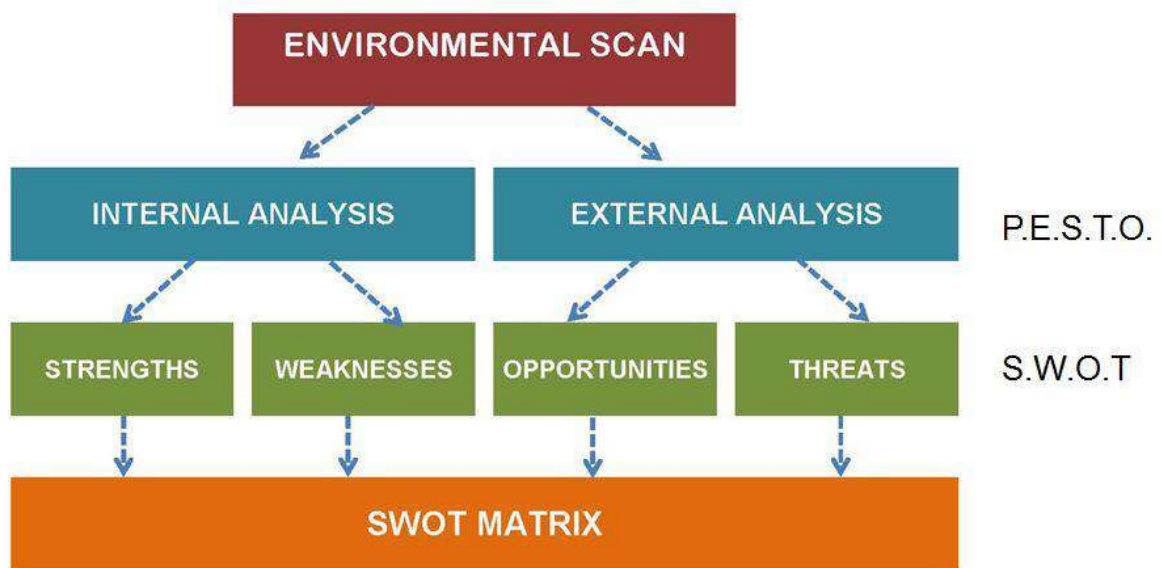 ENVIRONMENTAL SCAN
INTERNAL ANALYSIS
EXTERNAL ANALYSIS
P.E.S.T.O.
STRENGTHS
WEAKNESSES
OPPORTUNITIES
THREATS
S.W.O.T
SWOT MATRIX